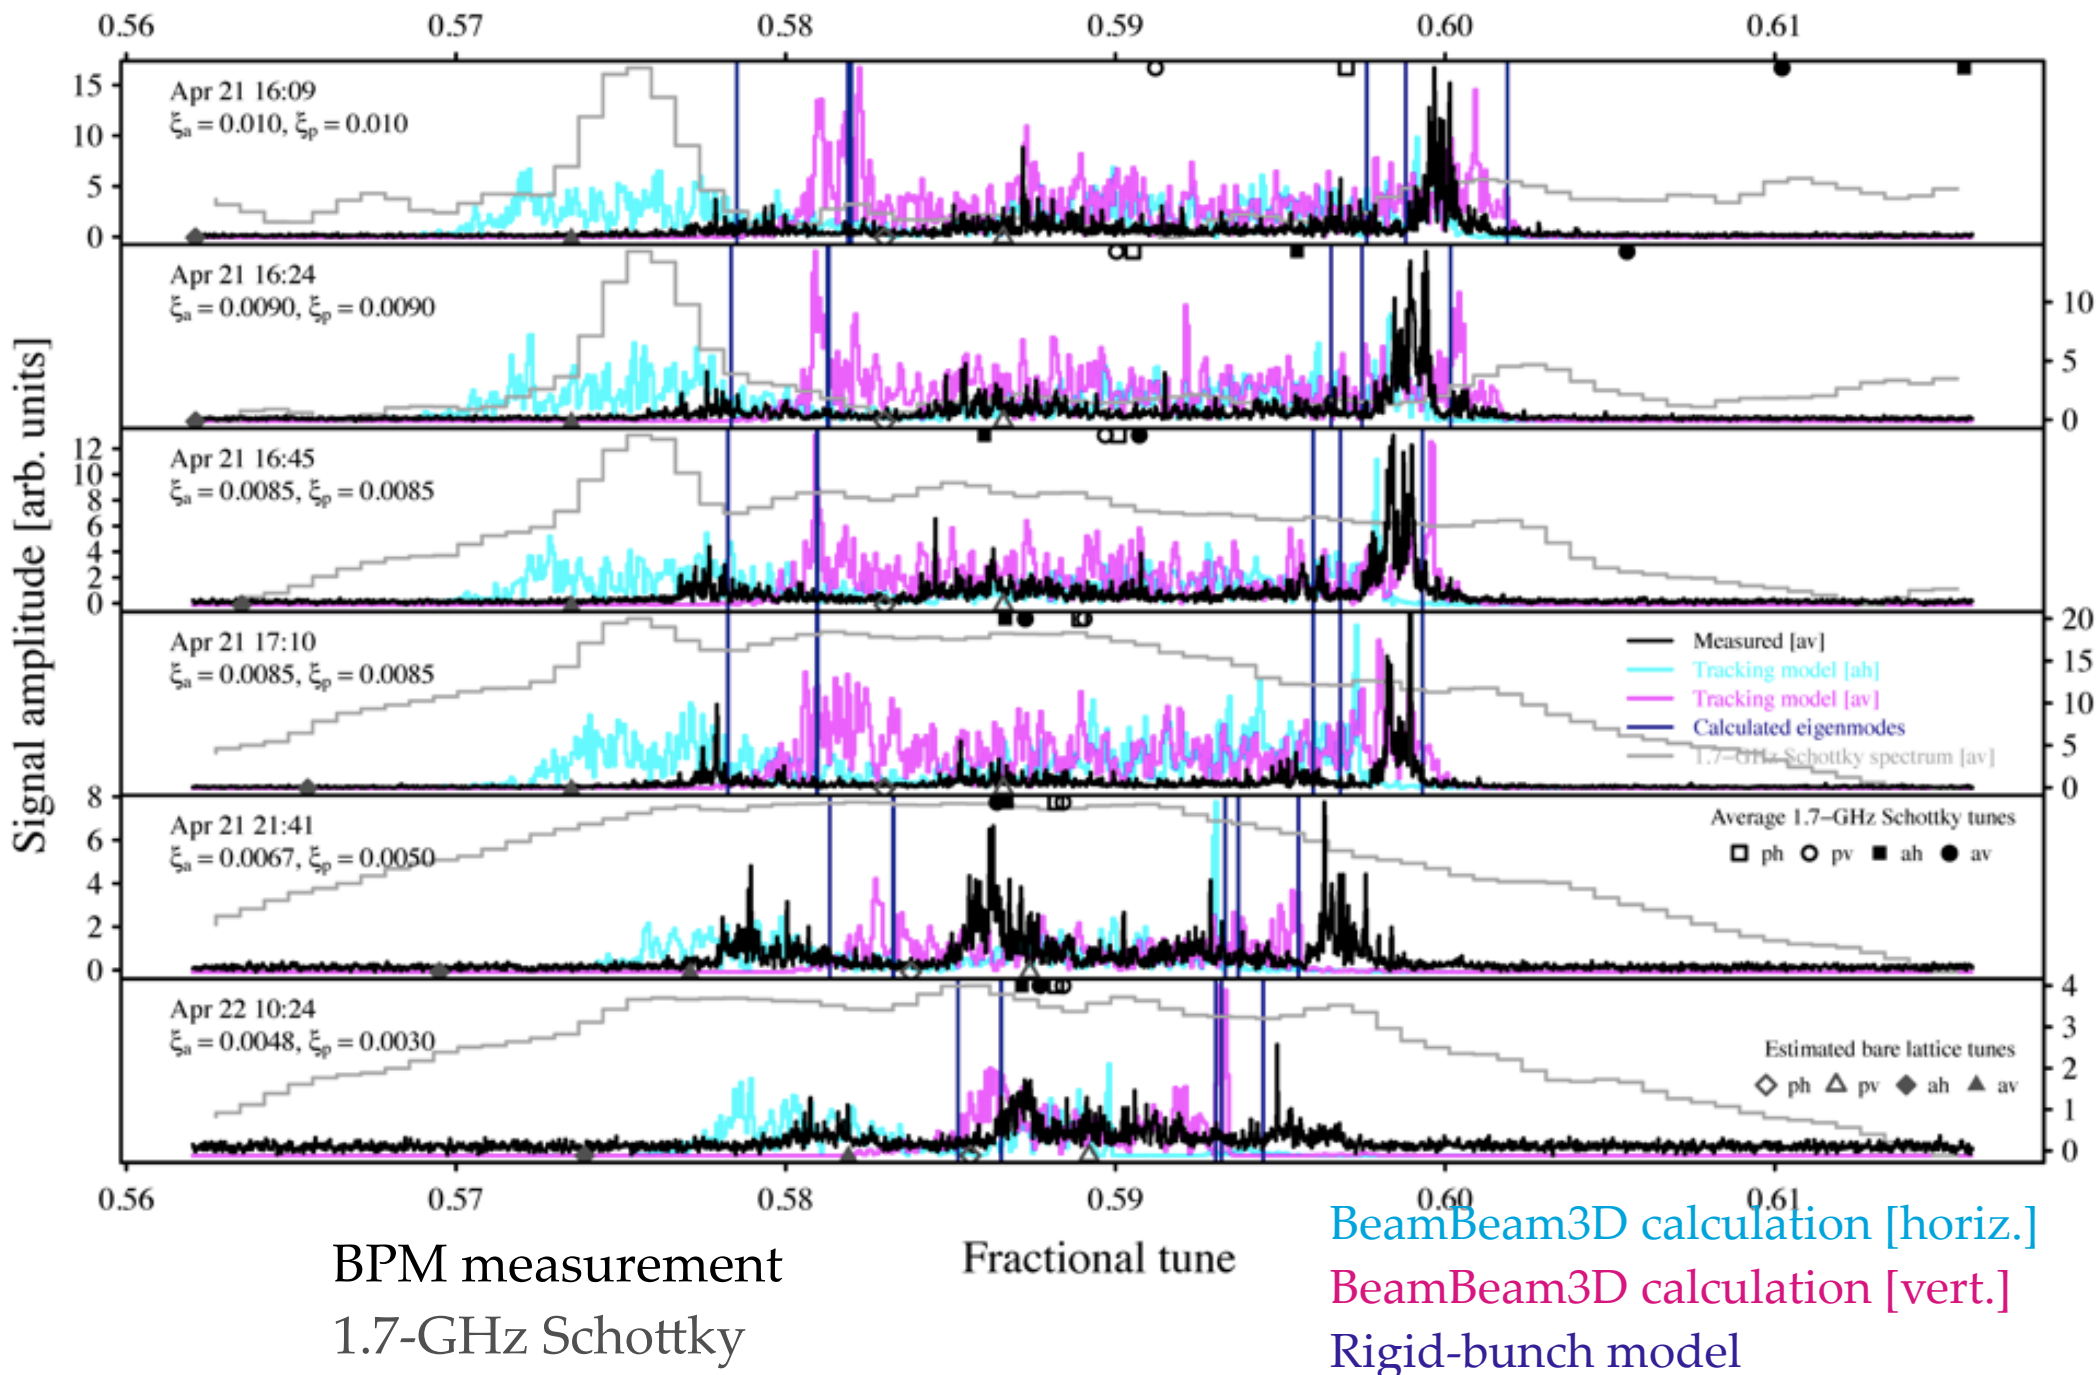 0.56 0.57 0.58 0.59 0.60 0.61
Apr 21 16:09
ξa = 0.010, ξp = 0.010
15
10
5
0
Apr 21 16:24
ξa = 0.0090, ξp = 0.0090
10
5
0
Apr 21 16:45
ξa = 0.0085, ξp = 0.0085
12
10
8
6
4
2
0
Apr 21 17:10
ξa = 0.0085, ξp = 0.0085
20
15
10
5
0
Measured [av]
Tracking model [ah]
Tracking model [av]
Calculated eigenmodes
1.7–GHz Schottky spectrum [av]
Signal amplitude [arb. units]
Apr 21 21:41
ξa = 0.0067, ξp = 0.0050
8
6
4
2
0
Average 1.7–GHz Schottky tunes
ph pv ah av
Apr 22 10:24
ξa = 0.0048, ξp = 0.0030
4
3
2
1
0
Estimated bare lattice tunes
ph pv ah av
0.56 0.57 0.58 0.59 0.60 0.61
Fractional tune
BPM measurement
1.7-GHz Schottky
BeamBeam3D calculation [horiz.]
BeamBeam3D calculation [vert.]
Rigid-bunch model